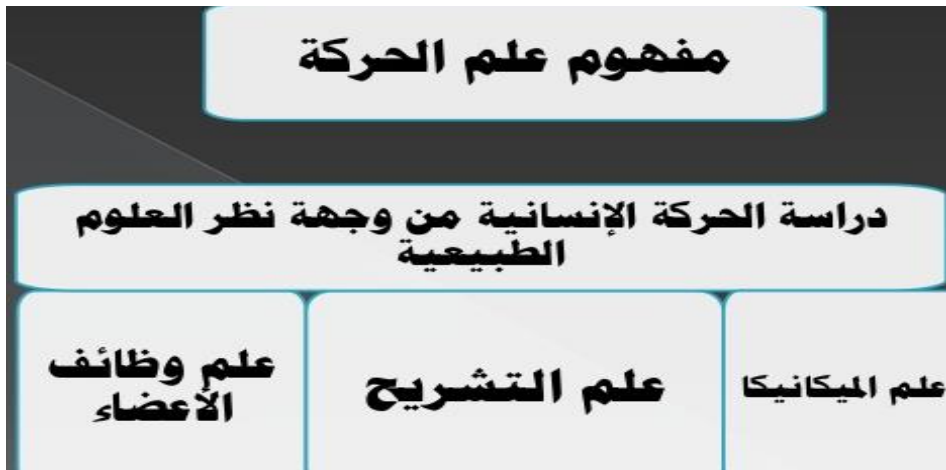 مفهوم علم الحركة
دراسة الحركة الإنسانية من وجهة نظر العلوم
الطبيعية
علم الميكانيكا
علم التشريح
علم وظائف
الأعضاء